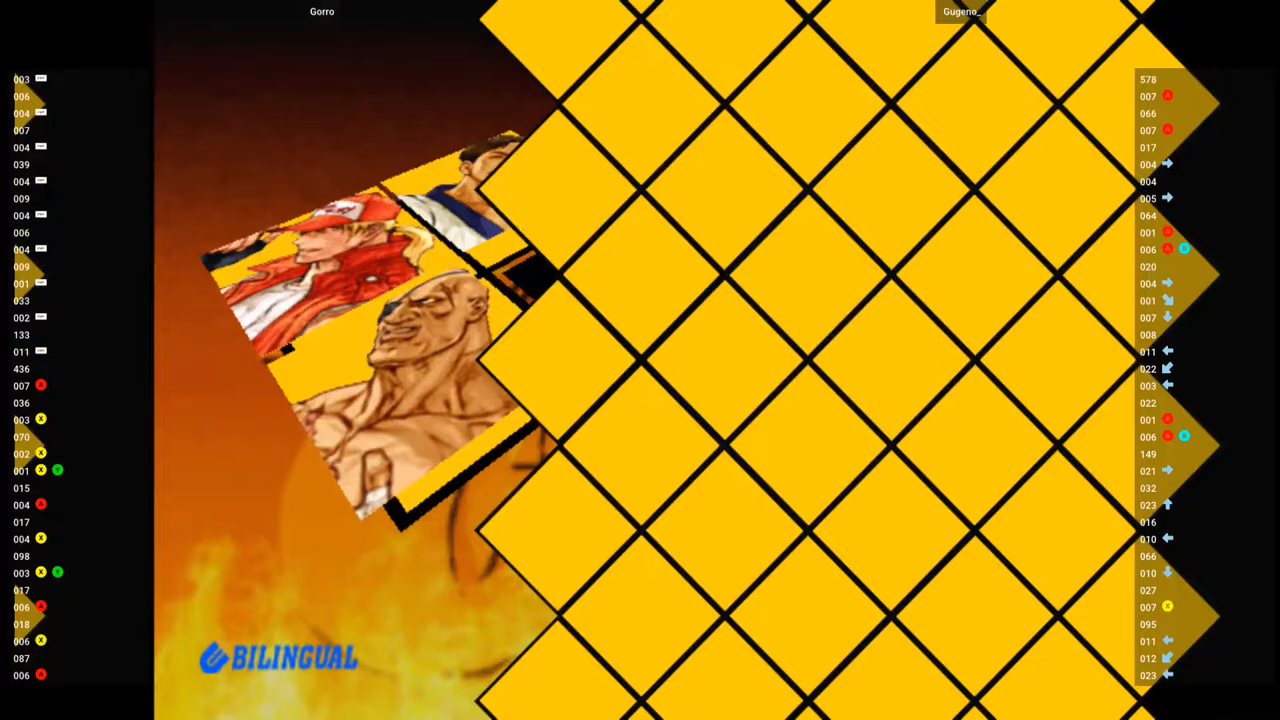 Gorro
Gugeno_
003
006
004
007
004
039
004
009
004
006
004
009
001
033
002
133
011
436
007 A
036
003 X
070
002 X
001 X Y
015
004 A
017
004 X
098
003 X Y
017
006 A
018
006 X
087
006 A
BILINGUAL
578
007 A
066
007 A
017
004
004
005
064
001 A
006 A B
020
004
001
007
008
011
022
003
022
001 A
006 A B
149
021
032
023
016
010
066
010
027
007 X
095
011
012
023